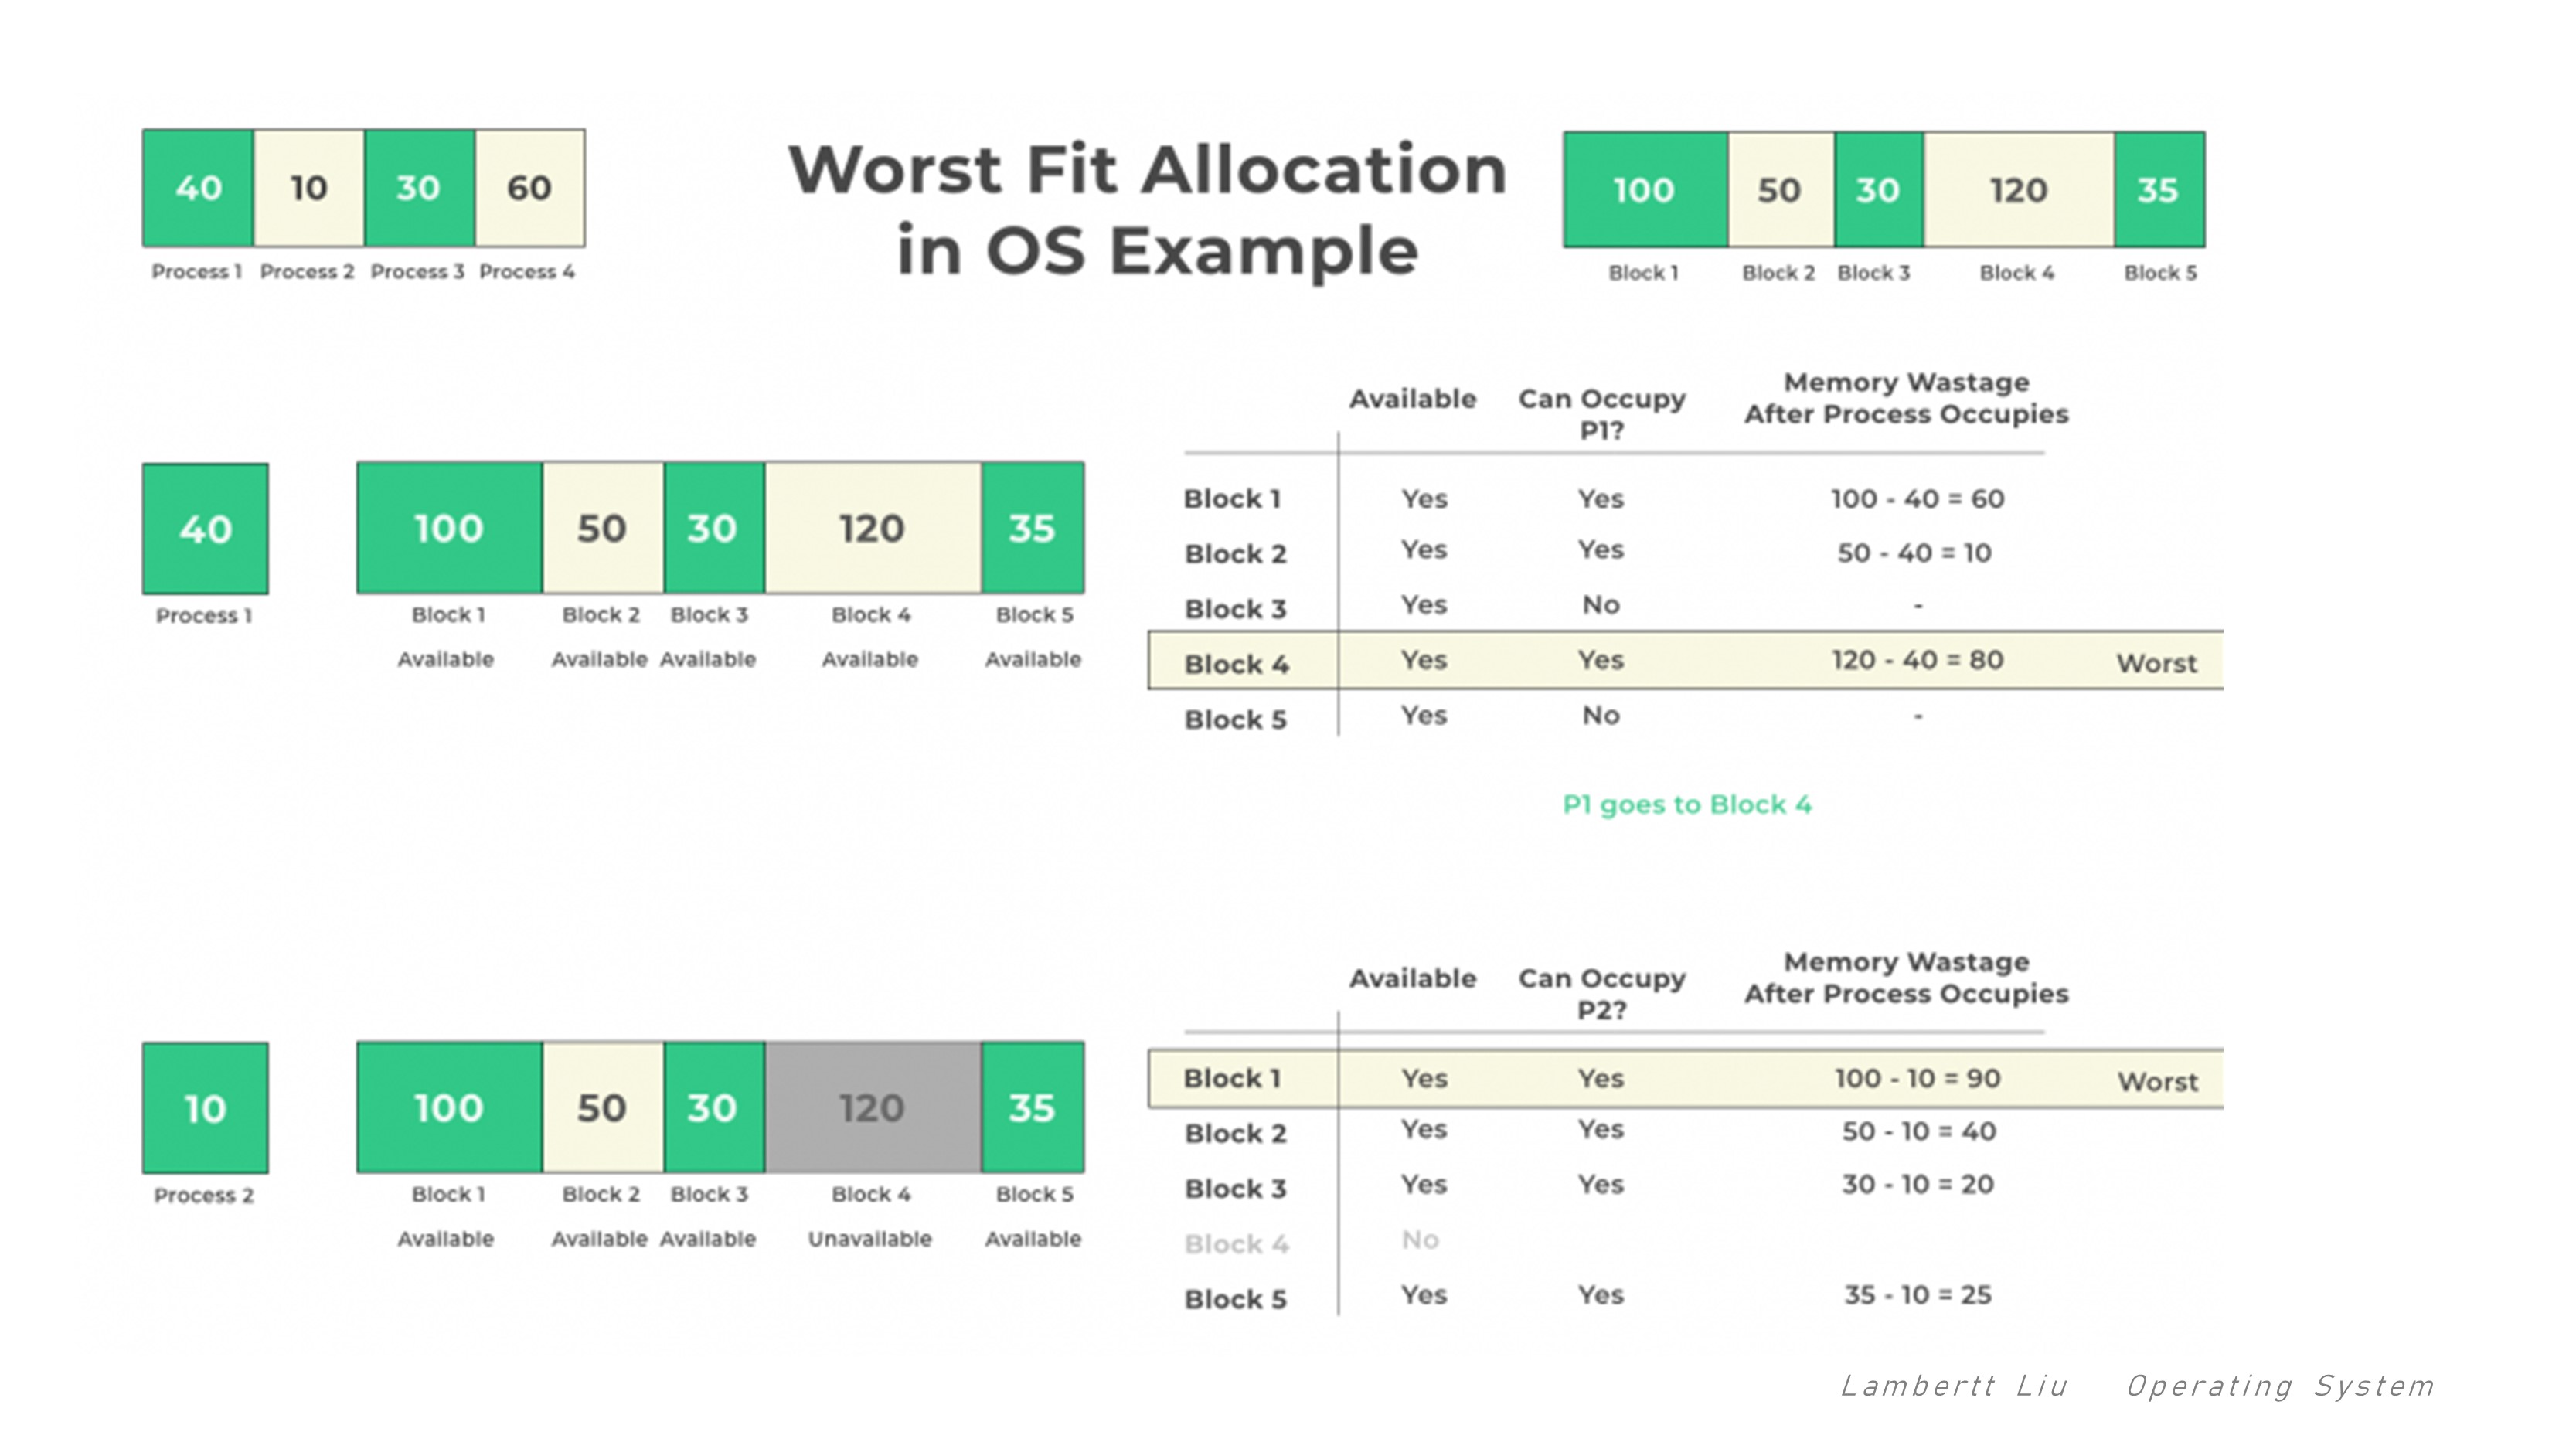 40 10 30 60
Process 1 Process 2 Process 3 Process 4
Worst Fit Allocation
in OS Example
100 50 30 120 35
Block 1 Block 2 Block 3 Block 4 Block 5
40
Process 1
100 50 30 120 35
Block 1 Block 2 Block 3 Block 4 Block 5
Available Available Available Available Available
Available Can Occupy Memory Wastage
P1? After Process Occupies
Block 1 Yes Yes 100 - 40 = 60
Block 2 Yes Yes 50 - 40 = 10
Block 3 Yes No -
Block 4 Yes Yes 120 - 40 = 80 Worst
Block 5 Yes No -
P1 goes to Block 4
10
Process 2
100 50 30 120 35
Block 1 Block 2 Block 3 Block 4 Block 5
Available Available Available Unavailable Available
Available Can Occupy Memory Wastage
P2? After Process Occupies
Block 1 Yes Yes 100 - 10 = 90 Worst
Block 2 Yes Yes 50 - 10 = 40
Block 3 Yes Yes 30 - 10 = 20
Block 4 No
Block 5 Yes Yes 35 - 10 = 25
Lambertt Liu Operating System